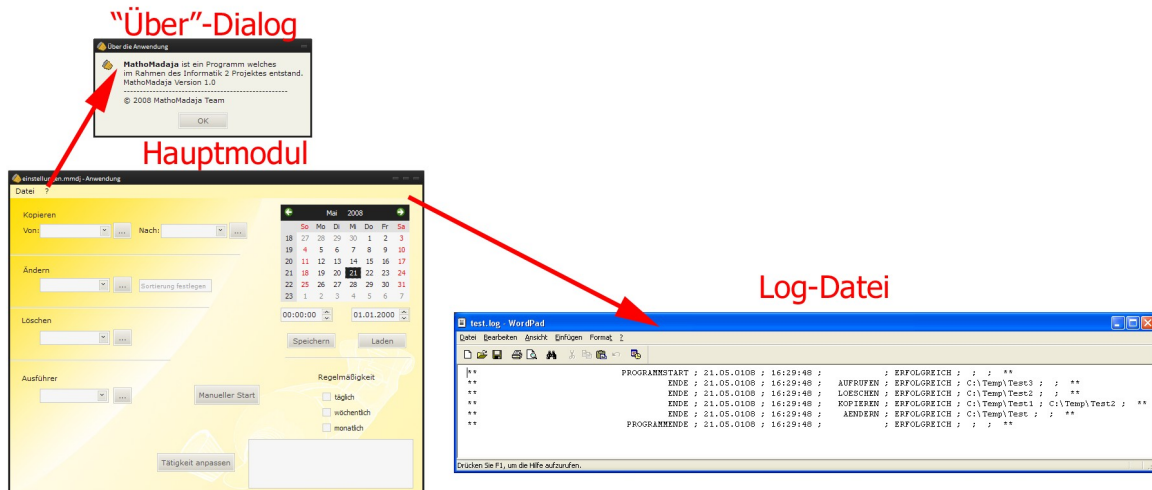 “Über”-Dialog
Über die Anwendung
MathoMadaja ist ein Programm welches
im Rahmen des Informatik 2 Projektes entstand.
MathoMadaja Version 1.0
------------------------------------------------
© 2008 MathoMadaja Team
OK
Hauptmodul
einstellungen.mmdj - Anwendung
Datei ?
Kopieren
Von: ... Nach: ...
Ändern
... Sortierung festlegen
Löschen
...
Ausführer
... Manueller Start
Tätigkeit anpassen
Mai 2008
So Mo Di Mi Do Fr Sa
18 27 28 29 30 1 2 3
19 4 5 6 7 8 9 10
20 11 12 13 14 15 16 17
21 18 19 20 21 22 23 24
22 25 26 27 28 29 30 31
23 1 2 3 4 5 6 7
00:00:00 01.01.2000
Speichern Laden
Regelmäßigkeit
täglich
wöchentlich
monatlich
Log-Datei
test.log - WordPad
Datei Bearbeiten Ansicht Einfügen Format ?
** PROGRAMMSTART ; 21.05.0108 ; 16:29:48 ; ; ERFOLGREICH ; ; ; **
** ENDE ; 21.05.0108 ; 16:29:48 ; AUFRUFEN ; ERFOLGREICH ; C:\Temp\Test3 ; ; **
** ENDE ; 21.05.0108 ; 16:29:48 ; LOESCHEN ; ERFOLGREICH ; C:\Temp\Test2 ; ; **
** ENDE ; 21.05.0108 ; 16:29:48 ; KOPIEREN ; ERFOLGREICH ; C:\Temp\Test1 ; C:\Temp\Test2 ; **
** ENDE ; 21.05.0108 ; 16:29:48 ; AENDERN ; ERFOLGREICH ; C:\Temp\Test ; ; **
** PROGRAMMENDE ; 21.05.0108 ; 16:29:48 ; ; ERFOLGREICH ; ; ; **
Drücken Sie F1, um die Hilfe aufzurufen.